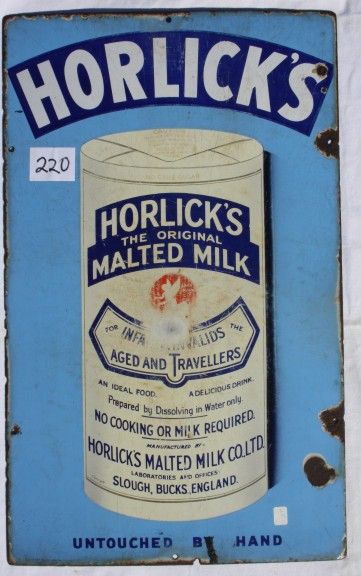 HORLICK'S
220
HORLICK'S
THE ORIGINAL
MALTED MILK
FOR THE
AGED AND TRAVELLERS
AN IDEAL FOOD. A DELICIOUS DRINK.
Prepared by Dissolving in Water only.
NO COOKING OR MILK REQUIRED.
MANUFACTURED BY-
HORLICK'S MALTED MILK CO. LTD.
LABORATORIES AND OFFICES:
SLOUGH, BUCKS. ENGLAND.
UNTOUCHED BY HAND